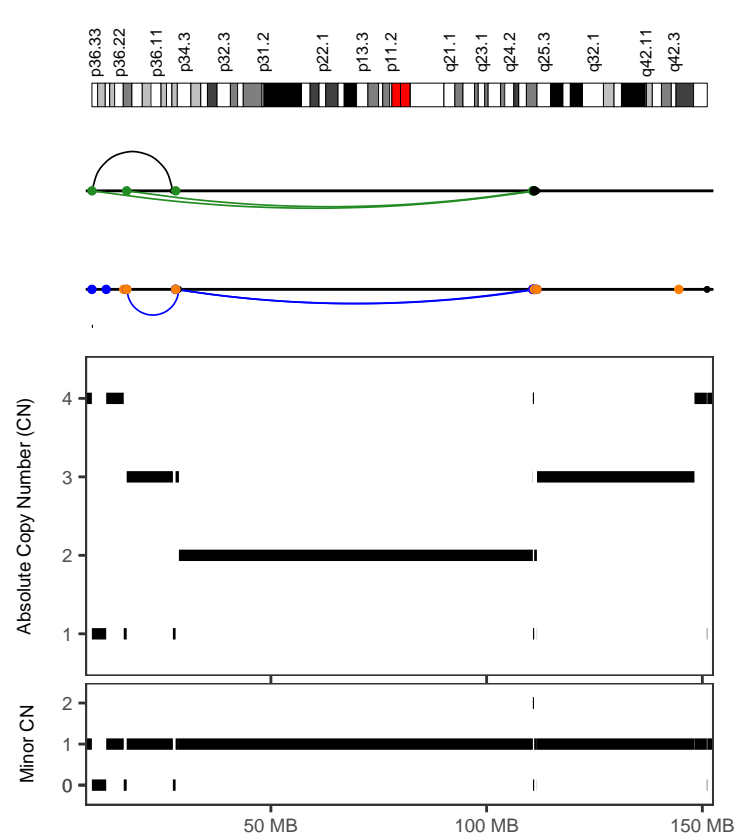 p36.33
p36.22
p36.11
p34.3
p32.3
p31.2
p22.1
p13.3
p11.2
q21.1
q23.1
q24.2
q25.3
q32.1
q42.11
q42.3
Absolute Copy Number (CN)
4
3
2
1
Minor CN
2
1
0
50 MB
100 MB
150 MB